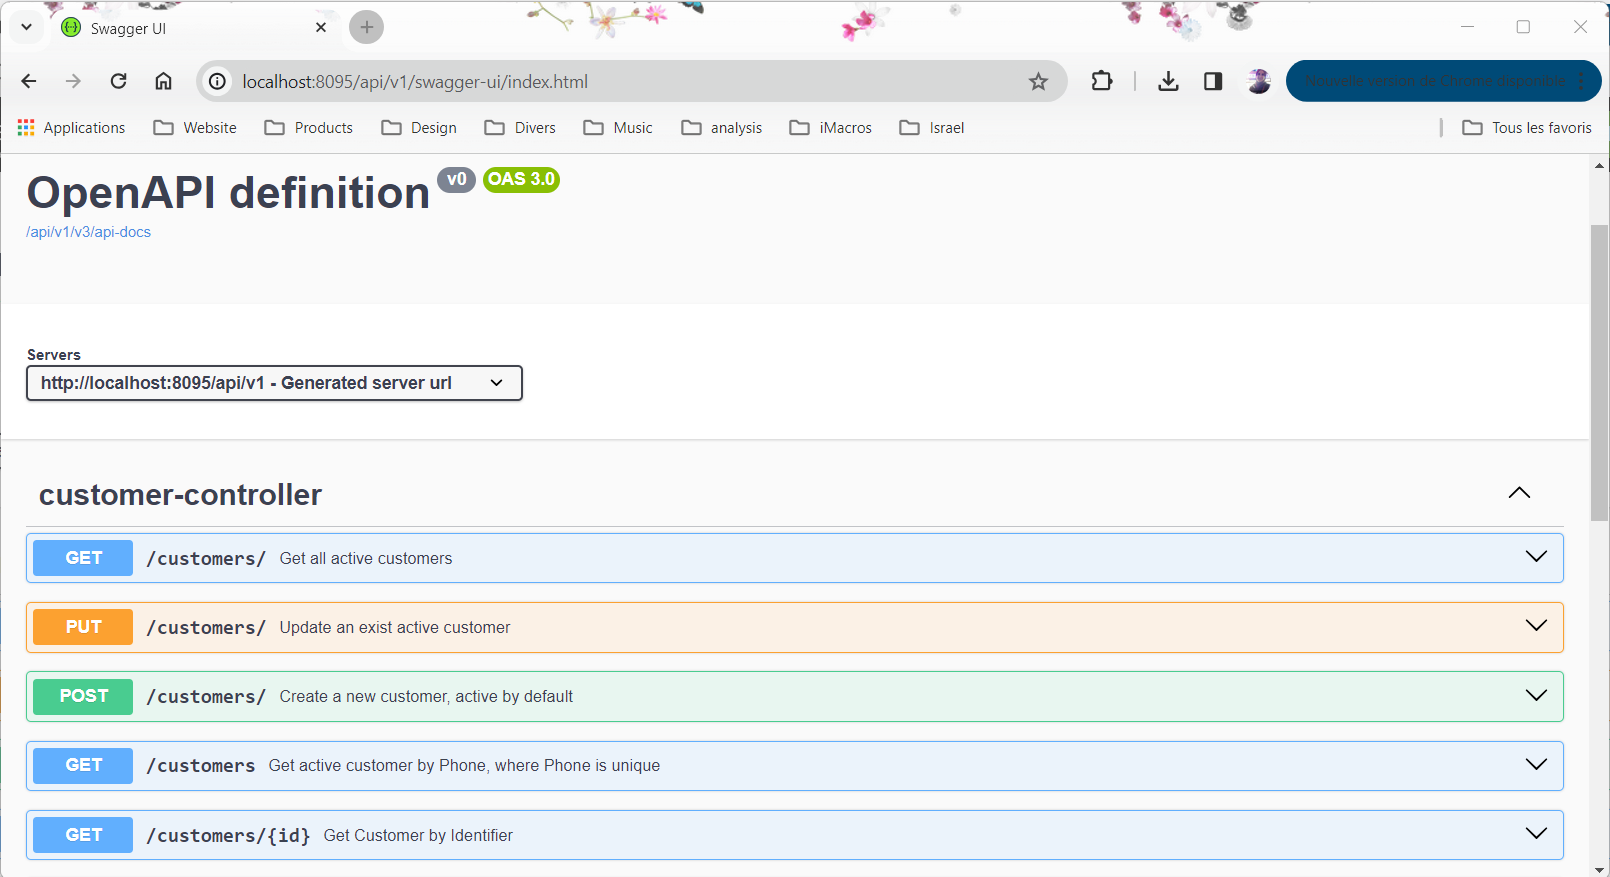 Swagger UI
localhost:8095/api/v1/swagger-ui/index.html
Nouvelle version de Chrome disponible
Applications
Website
Products
Design
Divers
Music
analysis
iMacros
Israel
Tous les favoris
OpenAPI definition v0 OAS 3.0
/api/v1/v3/api-docs
Servers
http://localhost:8095/api/v1 - Generated server url
customer-controller
GET /customers/ Get all active customers
PUT /customers/ Update an exist active customer
POST /customers/ Create a new customer, active by default
GET /customers Get active customer by Phone, where Phone is unique
GET /customers/{id} Get Customer by Identifier